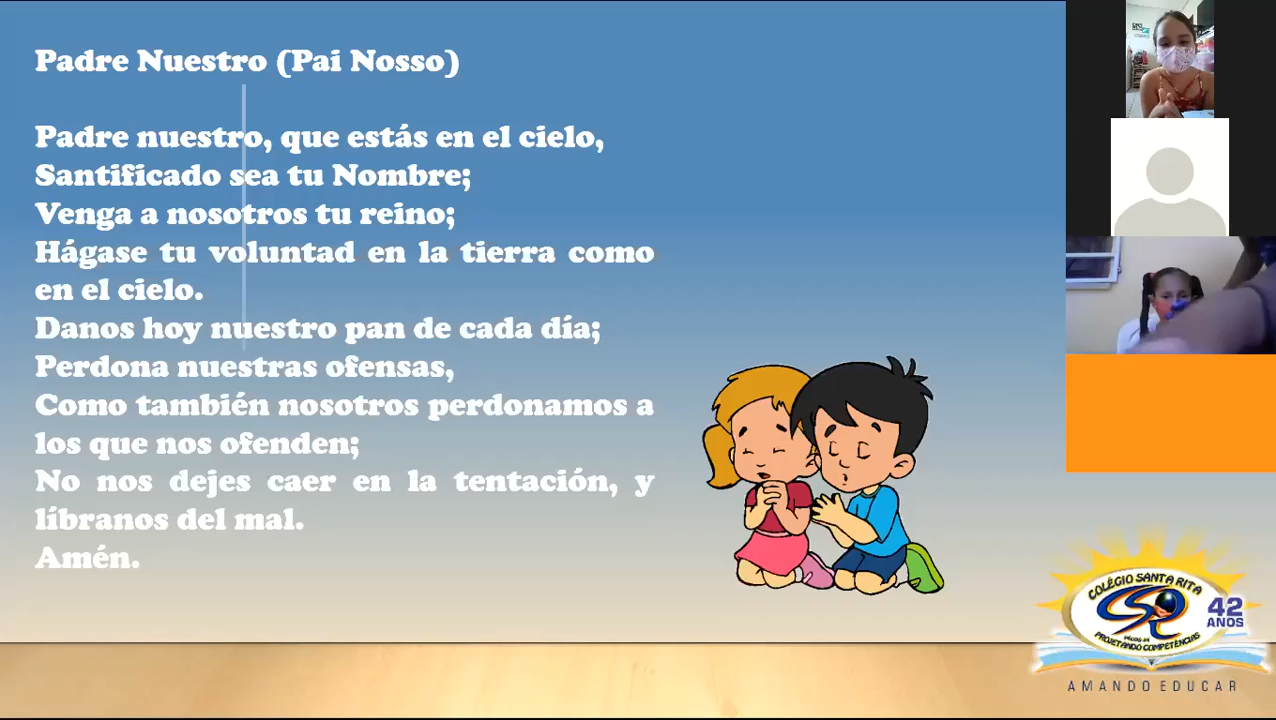 Padre Nuestro (Pai Nosso)
Padre nuestro, que estás en el cielo,
Santificado sea tu Nombre;
Venga a nosotros tu reino;
Hágase tu voluntad en la tierra como
en el cielo.
Danos hoy nuestro pan de cada día;
Perdona nuestras ofensas,
Como también nosotros perdonamos a
los que nos ofenden;
No nos dejes caer en la tentación, y
líbranos del mal.
Amén.
COLÉGIO SANTA RITA
42
ANOS
PROJETANDO COMPETÊNCIAS
AMANDO EDUCAR